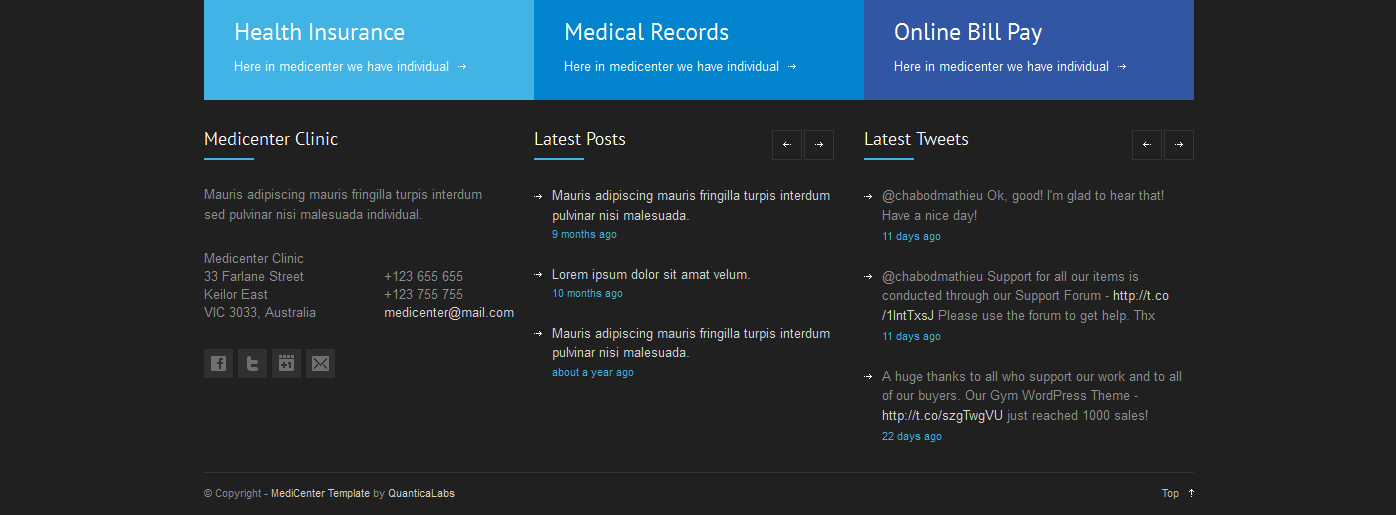 Health Insurance
Here in medicenter we have individual
Medical Records
Here in medicenter we have individual
Online Bill Pay
Here in medicenter we have individual
Medicenter Clinic
Mauris adipiscing mauris fringilla turpis interdum
sed pulvinar nisi malesuada individual.
Medicenter Clinic
33 Farlane Street
Keilor East
VIC 3033, Australia
+123 655 655
+123 755 755
medicenter@mail.com
Latest Posts
Mauris adipiscing mauris fringilla turpis interdum
pulvinar nisi malesuada.
9 months ago
Lorem ipsum dolor sit amat velum.
10 months ago
Mauris adipiscing mauris fringilla turpis interdum
pulvinar nisi malesuada.
about a year ago
Latest Tweets
@chabodmathieu Ok, good! I'm glad to hear that!
Have a nice day!
11 days ago
@chabodmathieu Support for all our items is
conducted through our Support Forum - http://t.co
/1lntTxsJ Please use the forum to get help. Thx
11 days ago
A huge thanks to all who support our work and to all
of our buyers. Our Gym WordPress Theme -
http://t.co/szgTwgVU just reached 1000 sales!
22 days ago
© Copyright - MediCenter Template by QuanticaLabs
Top